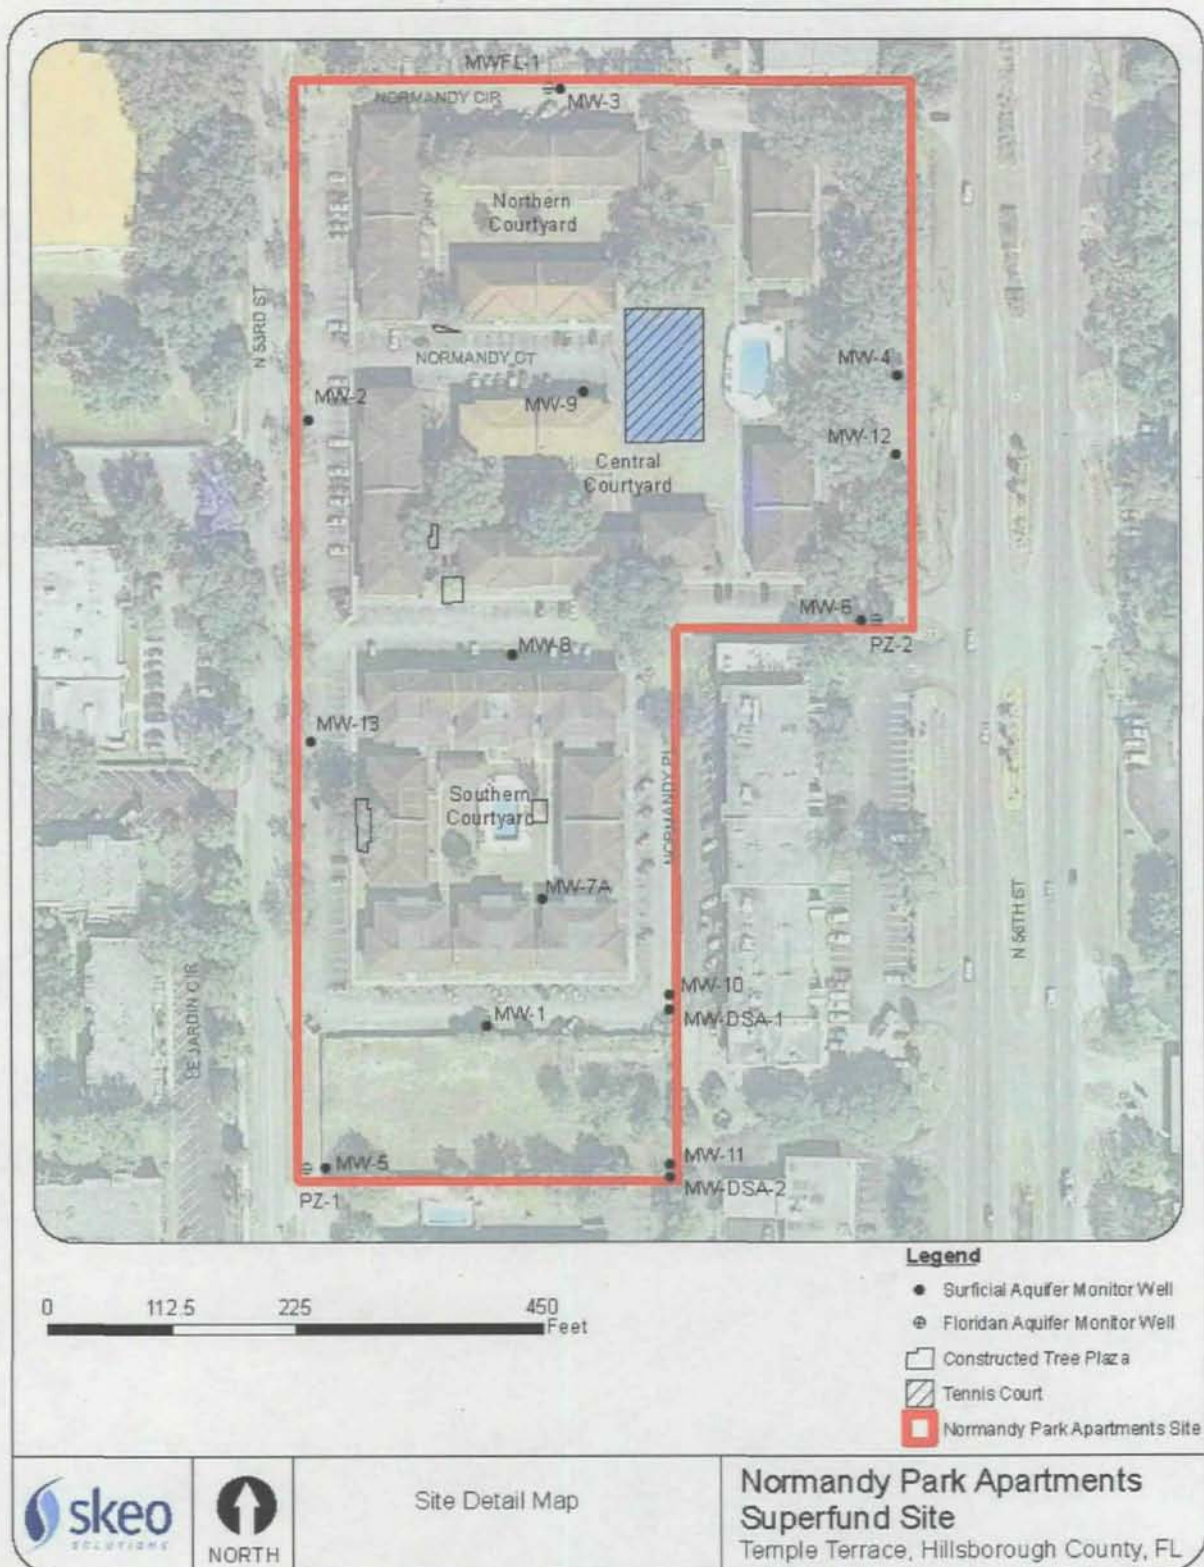 MWFL-1
NORMANDY CIR
MW-3
Northern
Courtyard
N 53RD ST
NORMANDY CT
MW-4
MW-2
MW-9
MW-12
Central
Courtyard
MW-6
PZ-2
MW-8
MW-13
NORMANDY PL
Southern
Courtyard
MW-7A
N 56TH ST
MW-10
MW-DSA-1
MW-1
BEJARDIN CIR
MW-11
MW-5
MW-DSA-2
PZ-1
Legend
Surficial Aquifer Monitor Well
Floridan Aquifer Monitor Well
Constructed Tree Plaza
Tennis Court
Normandy Park Apartments Site
0 112.5 225 450
Feet
skeo
SOLUTIONS
NORTH
Site Detail Map
Normandy Park Apartments
Superfund Site
Temple Terrace, Hillsborough County, FL